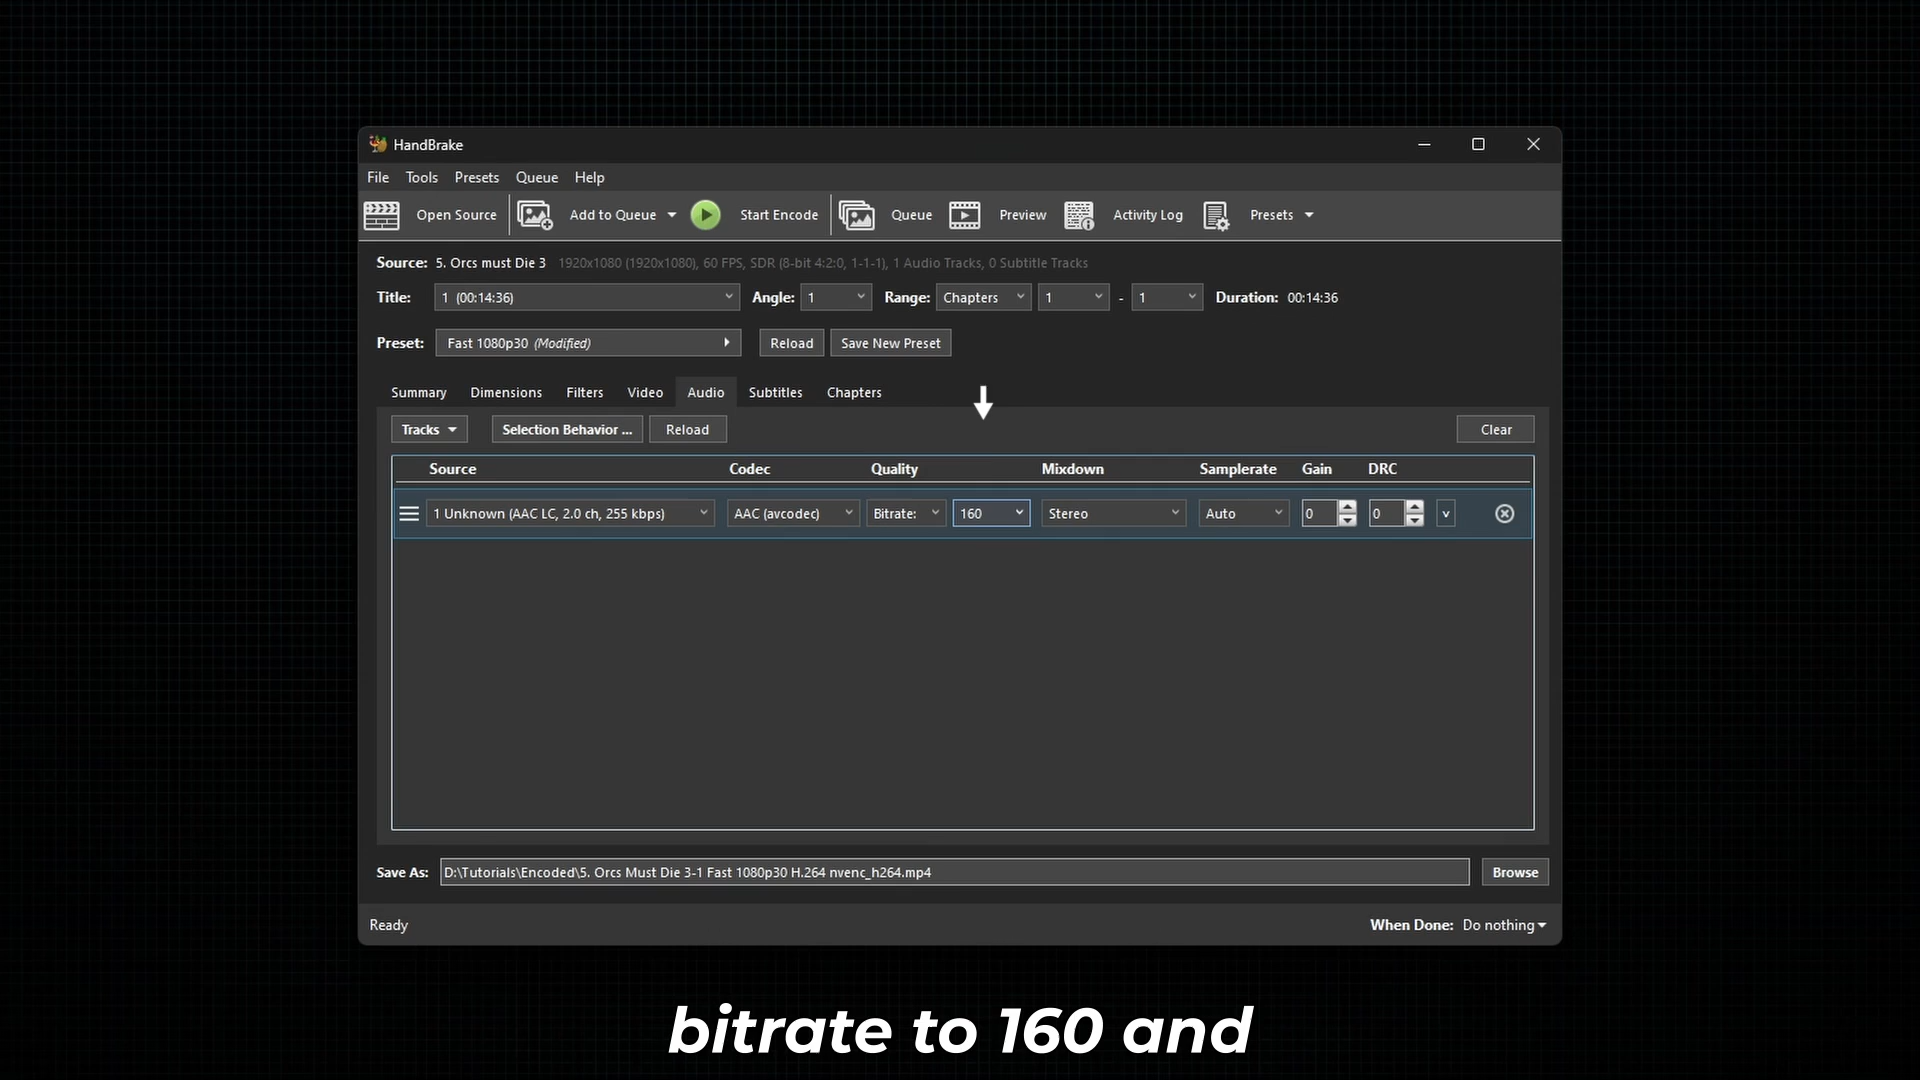 HandBrake
File Tools Presets Queue Help
Open Source Add to Queue Start Encode Queue Preview Activity Log Presets
Source: 5. Orcs must Die 3 1920x1080 (1920x1080), 60 FPS, SDR (8-bit 4:2:0, 1-1-1), 1 Audio Tracks, 0 Subtitle Tracks
Title: 1 (00:14:36) Angle: 1 Range: Chapters 1 - 1 Duration: 00:14:36
Preset: Fast 1080p30 (Modified) Reload Save New Preset
Summary Dimensions Filters Video Audio Subtitles Chapters
Tracks Selection Behavior ... Reload Clear
Source Codec Quality Mixdown Samplerate Gain DRC
1 Unknown (AAC LC, 2.0 ch, 255 kbps) AAC (avcodec) Bitrate: 160 Stereo Auto 0 0 v
Save As: D:\Tutorials\Encoded\5. Orcs Must Die 3-1 Fast 1080p30 H.264 nvenc_h264.mp4 Browse
Ready When Done: Do nothing
bitrate to 160 and